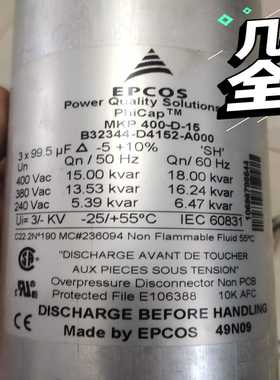 几
全
EPCOS
Power Quality Solutions
PhiCap™
MKP 400-D-15
B32344-D4152-A000
3 x 99.5 µF △ -5 +10% 'SH'
Un Qn / 50 Hz Qn / 60 Hz
400 Vac 15.00 kvar 18.00 kvar
380 Vac 13.53 kvar 16.24 kvar
240 Vac 5.39 kvar 6.47 kvar
Ui= 3/- KV -25/+55°C IEC 60831
C22.2N°190 MC#236094 Non Flammable Fluid 55°C
"DISCHARGE AVANT DE TOUCHER
AUX PIECES SOUS TENSION"
Overpressure Disconnector Non PCB
Protected File E106388 10K AFC
DISCHARGE BEFORE HANDLING
Made by EPCOS 49N09